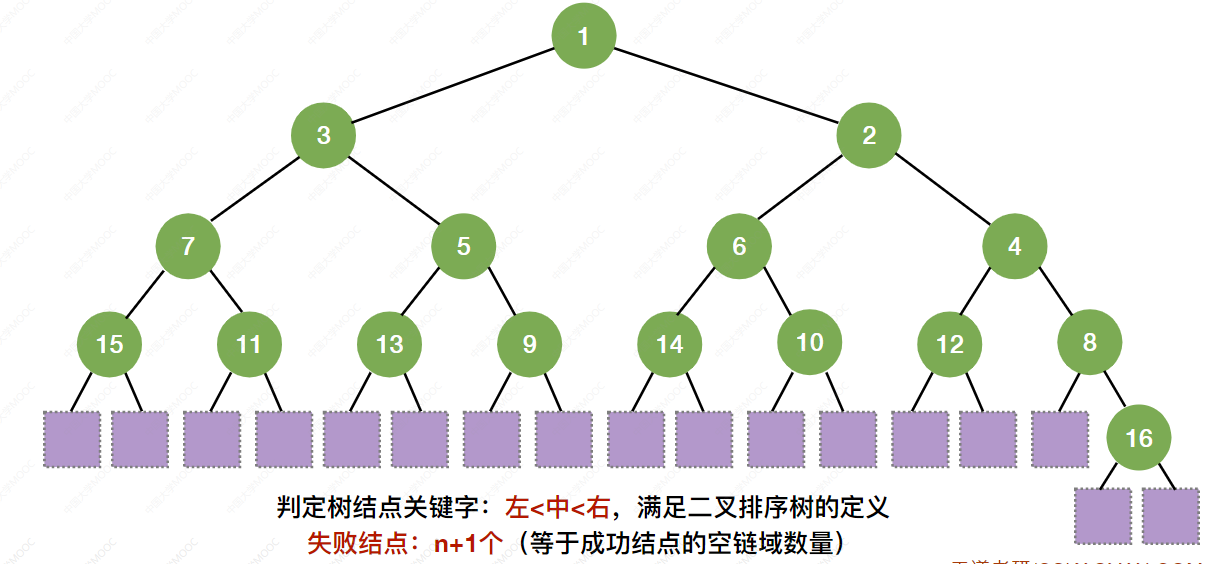 1
3 2
7 5 6 4
15 11 13 9 14 10 12 8
16
判定树结点关键字：左<中<右，满足二叉排序树的定义
失败结点：n+1个（等于成功结点的空链域数量）